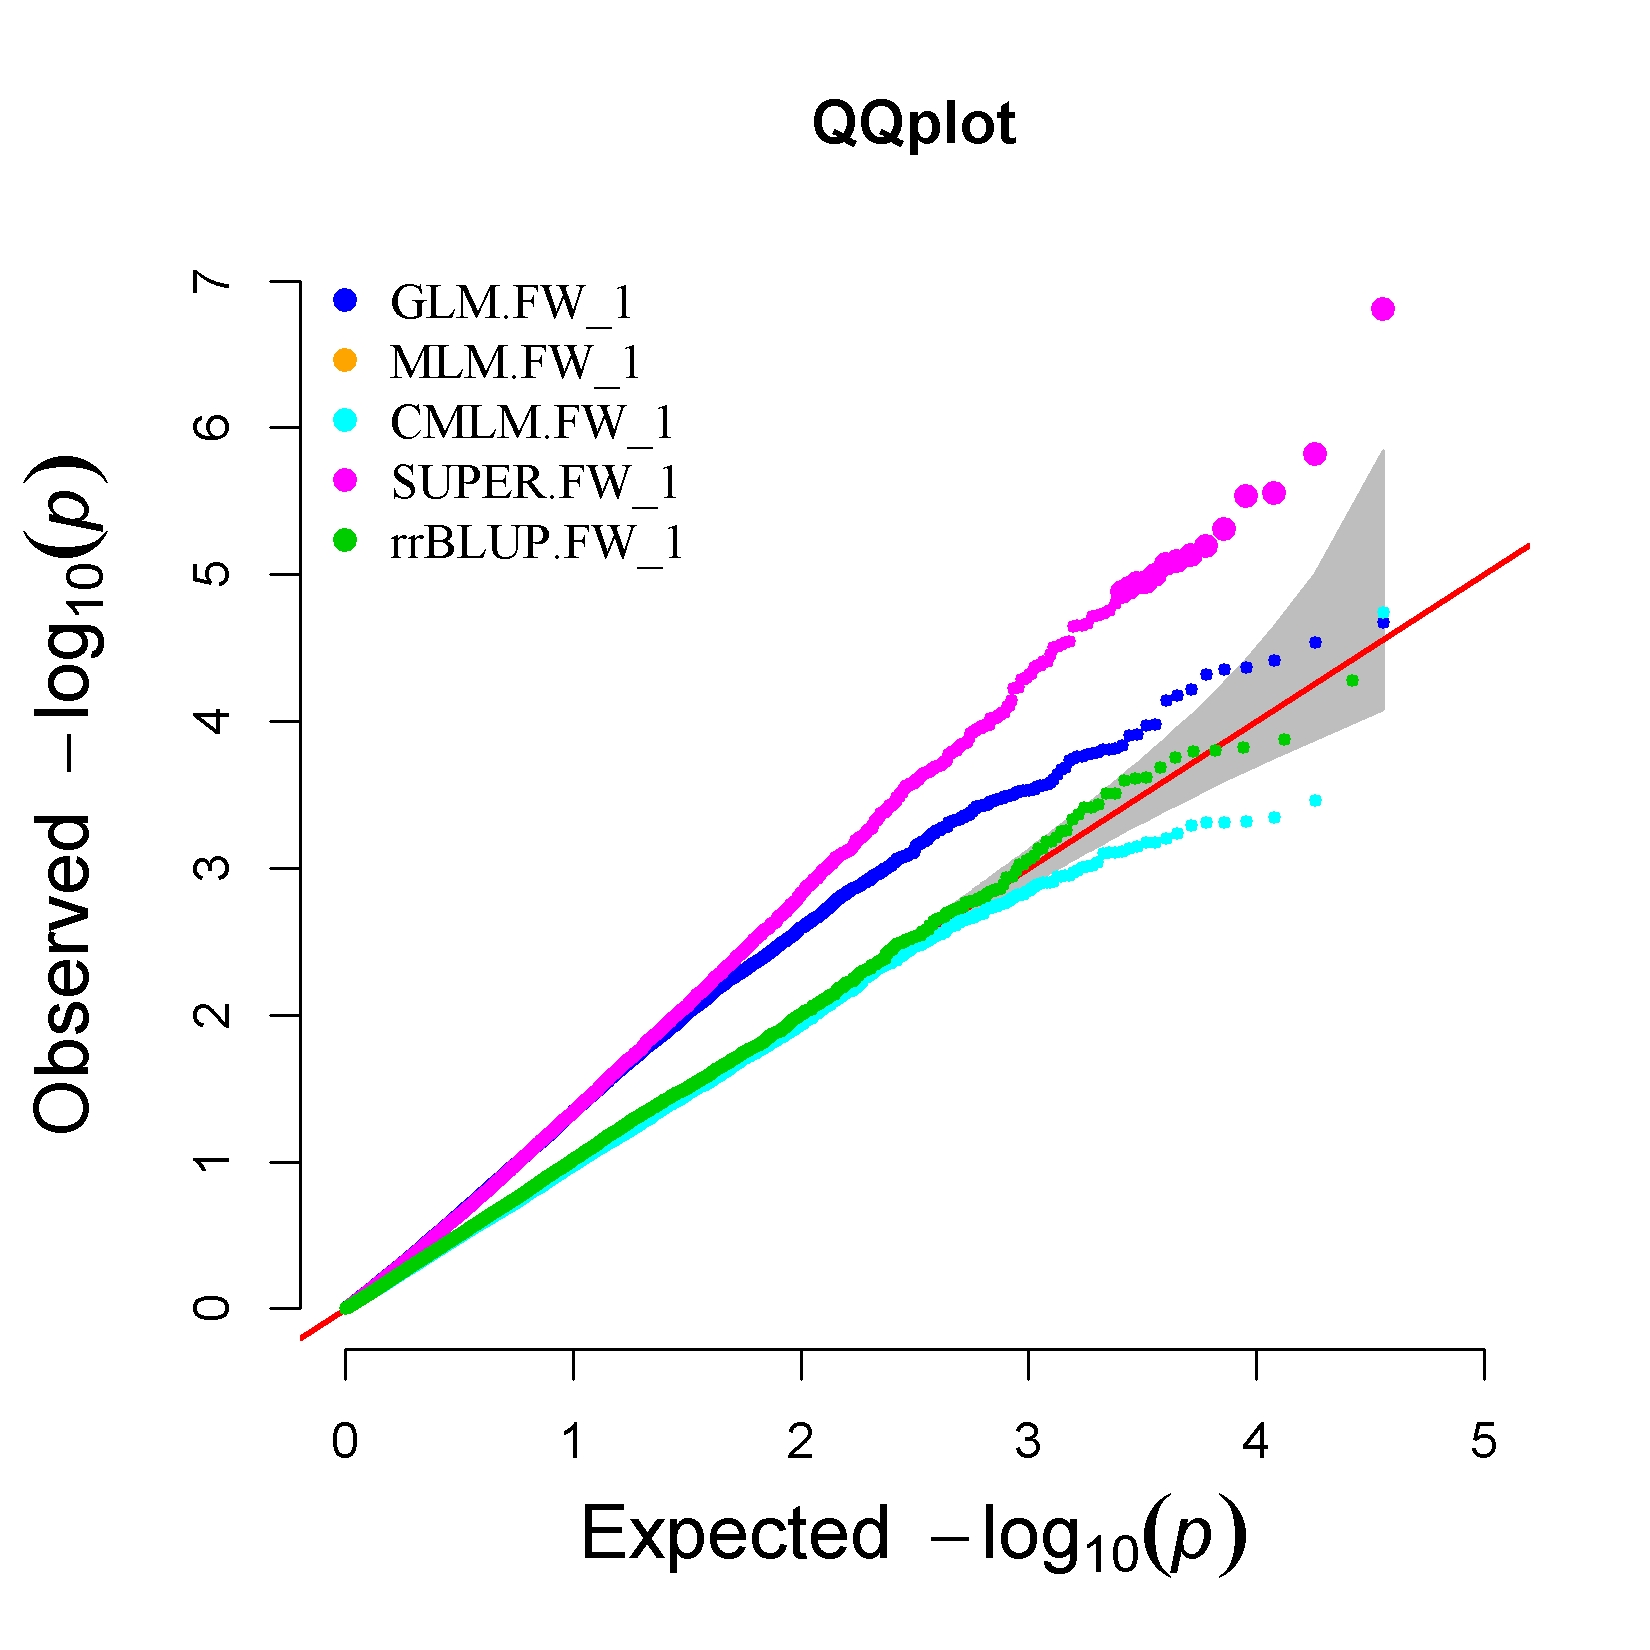 QQplot
GLM.FW_1
MLM.FW_1
CMLM.FW_1
SUPER.FW_1
rrBLUP.FW_1
Observed −log₁₀(p)
7
6
5
4
3
2
1
0
0 1 2 3 4 5
Expected −log₁₀(p)